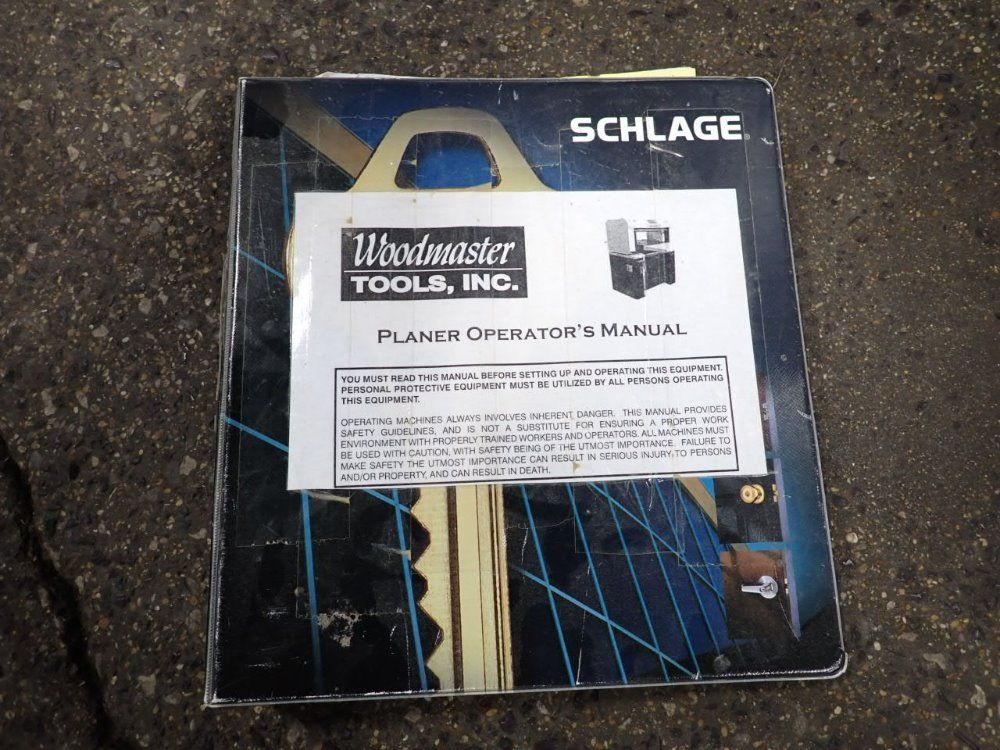 SCHLAGE
Woodmaster
TOOLS, INC.
PLANER OPERATOR'S MANUAL
YOU MUST READ THIS MANUAL BEFORE SETTING UP AND OPERATING THIS EQUIPMENT.
PERSONAL PROTECTIVE EQUIPMENT MUST BE UTILIZED BY ALL PERSONS OPERATING
THIS EQUIPMENT.
OPERATING MACHINES ALWAYS INVOLVES INHERENT DANGER. THIS MANUAL PROVIDES
SAFETY GUIDELINES, AND IS NOT A SUBSTITUTE FOR ENSURING A PROPER WORK
ENVIRONMENT WITH PROPERLY TRAINED WORKERS AND OPERATORS. ALL MACHINES MUST
BE USED WITH CAUTION, WITH SAFETY BEING OF THE UTMOST IMPORTANCE. FAILURE TO
MAKE SAFETY THE UTMOST IMPORTANCE CAN RESULT IN SERIOUS INJURY TO PERSONS
AND/OR PROPERTY, AND CAN RESULT IN DEATH.